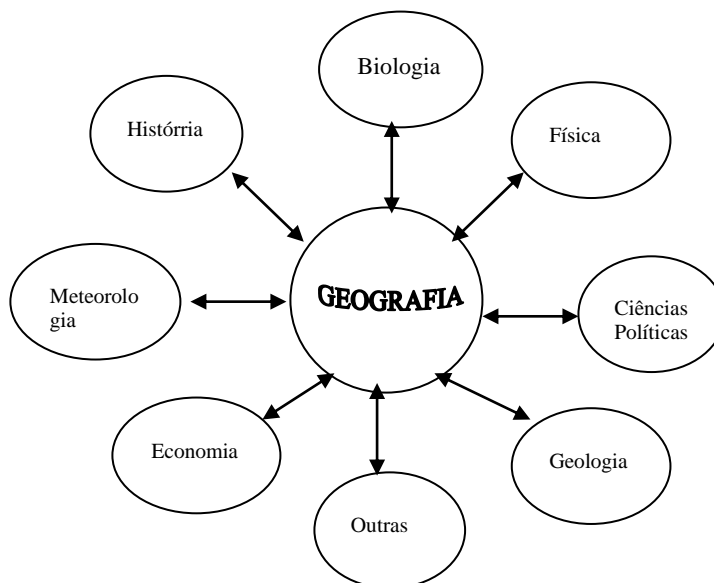 Biologia
Histórria
Física
GEOGRAFIA
Meteorolo
gia
Ciências
Políticas
Economia
Geologia
Outras